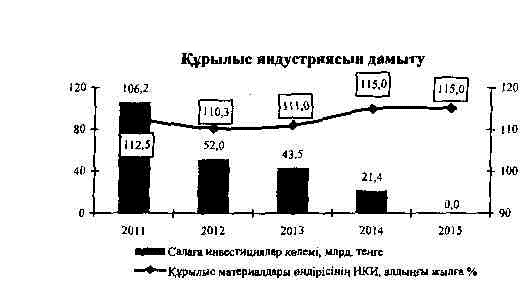 Құрылыс индустриясын дамыту
120 106,2 115,0 115,0 120
110,3 111,0
80 110
112,5 52,0 43,5
40 21,4 100
0 0,0 90
2011 2012 2013 2014 2015
Салаға инвестициялар көлемі, млрд. теңге
Құрылыс материалдары өндірісінің НКИ, алдыңғы жылға %